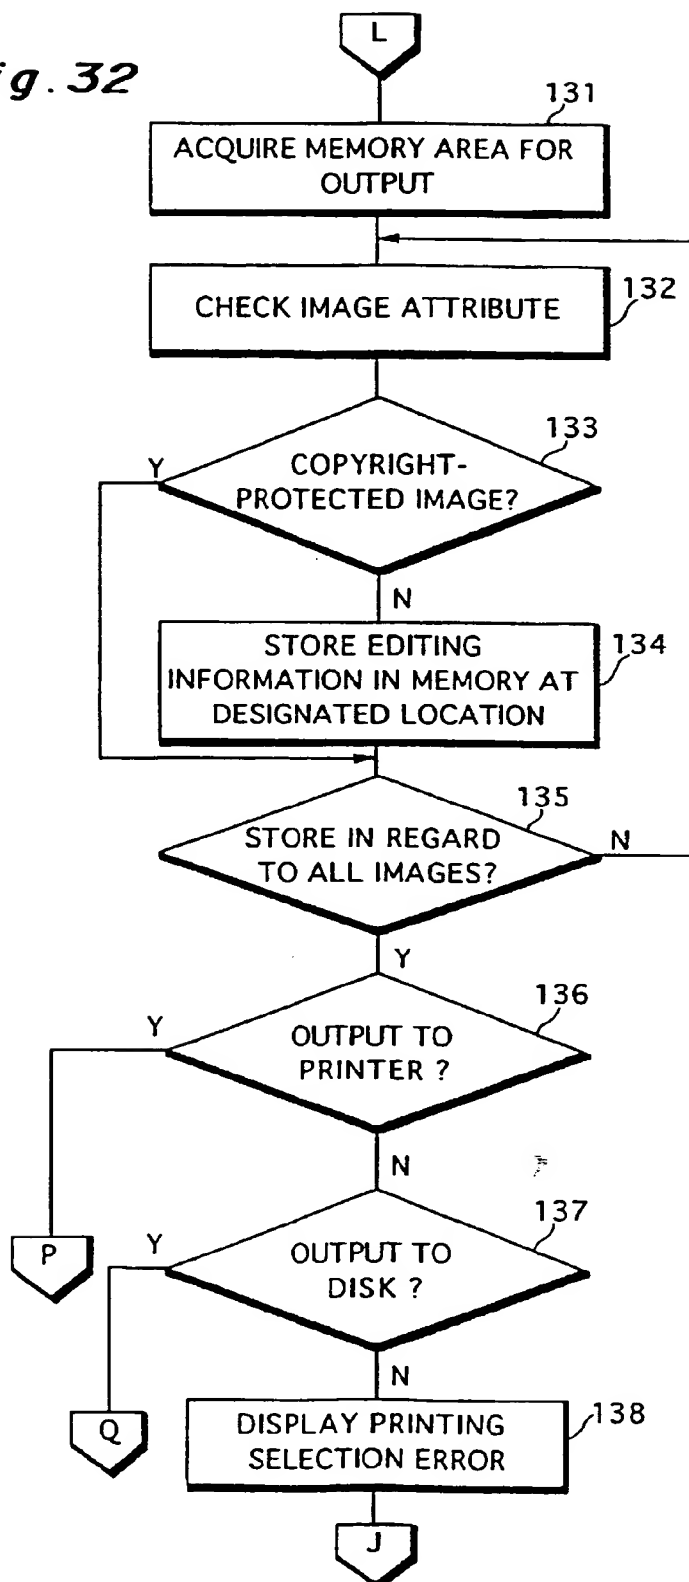 L
ig. 32
131
ACQUIRE MEMORY AREA FOR
OUTPUT
CHECK IMAGE ATTRIBUTE
132
133
Y
COPYRIGHT-
PROTECTED IMAGE?
N
STORE EDITING
INFORMATION IN MEMORY AT
DESIGNATED LOCATION
134
135
STORE IN REGARD
TO ALL IMAGES?
N
Y
136
Y
OUTPUT TO
PRINTER ?
N
137
P
Y
OUTPUT TO
DISK ?
N
Q
DISPLAY PRINTING
SELECTION ERROR
138
J